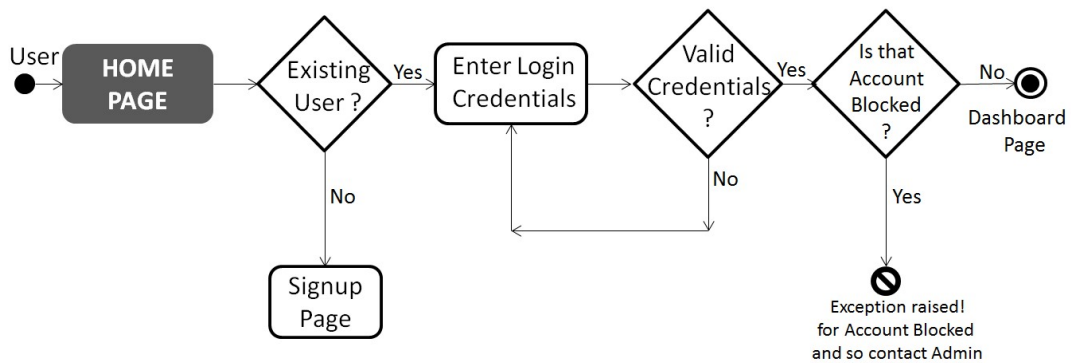 User
HOME
PAGE
Existing
User ?
Yes
No
Signup
Page
Enter Login
Credentials
Valid
Credentials
?
Yes
No
Is that
Account
Blocked
?
No
Dashboard
Page
Yes
Exception raised!
for Account Blocked
and so contact Admin